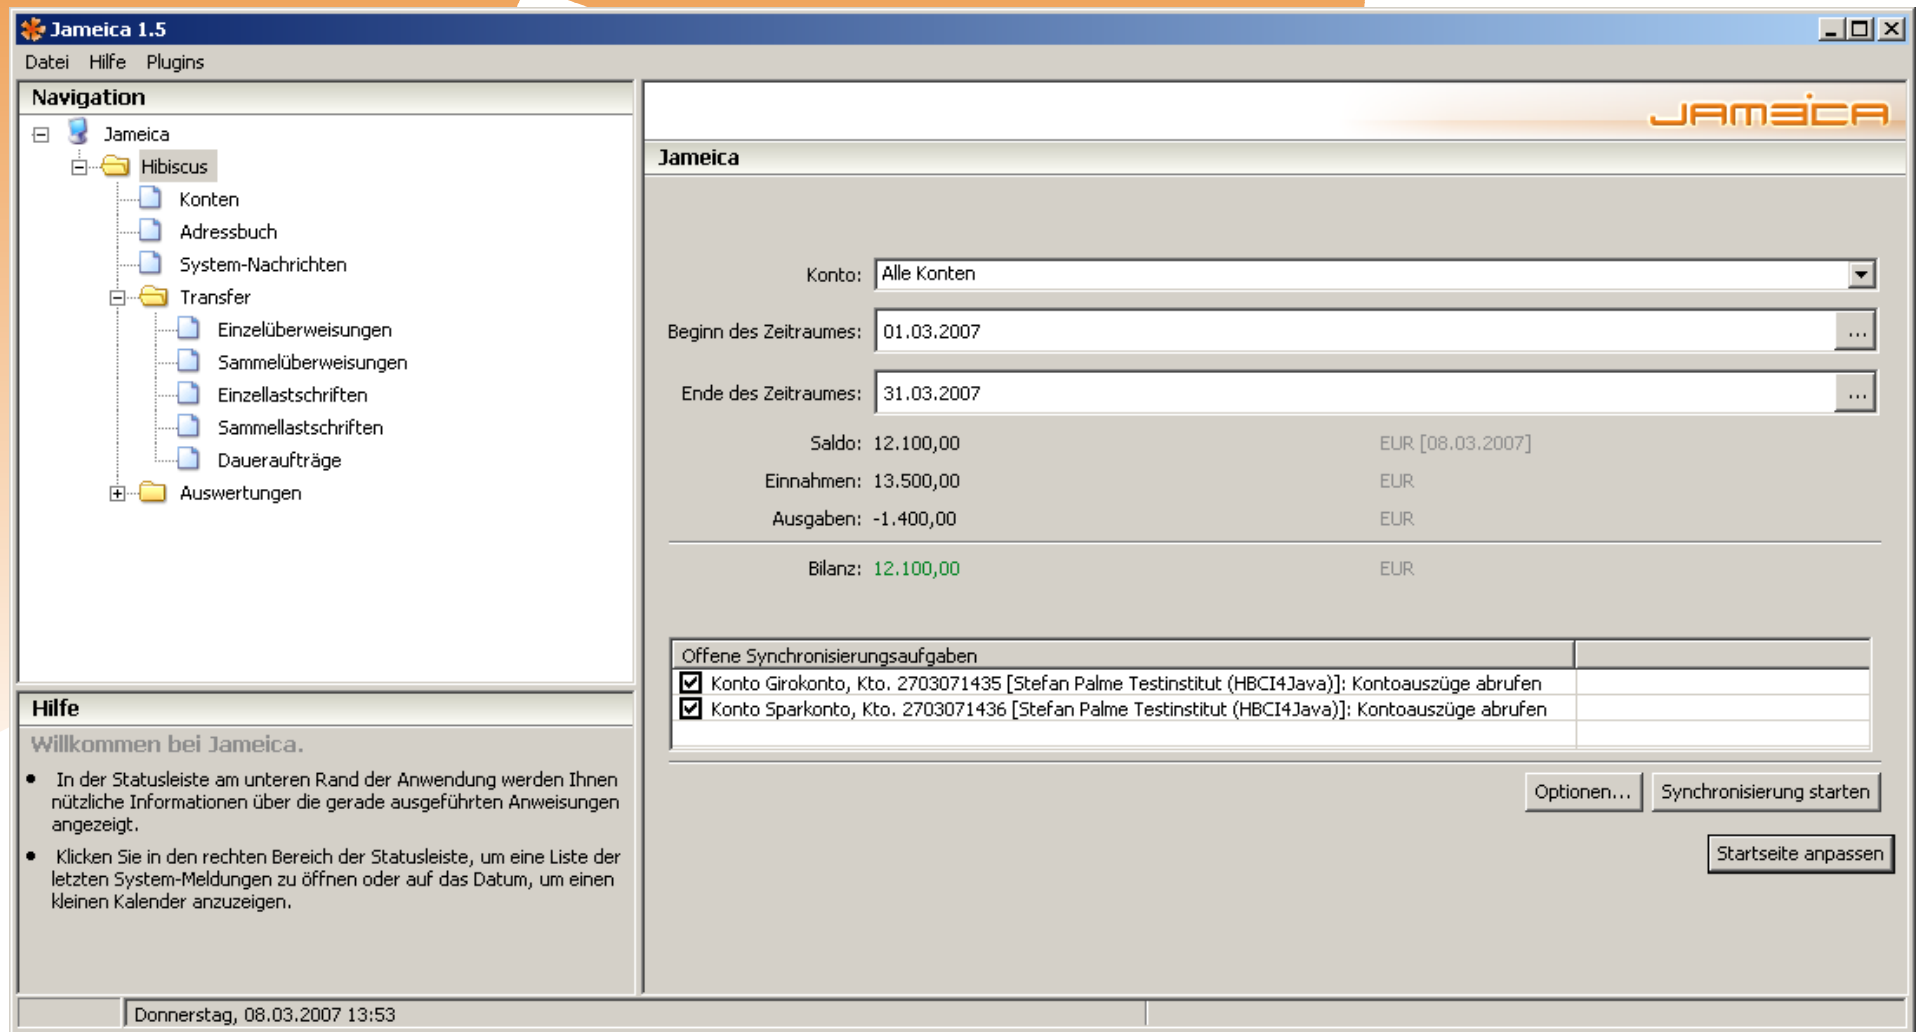 Jameica 1.5
Datei Hilfe Plugins
Navigation
Jameica
Hibiscus
Konten
Adressbuch
System-Nachrichten
Transfer
Einzelüberweisungen
Sammelüberweisungen
Einzellastschriften
Sammellastschriften
Daueraufträge
Auswertungen
Hilfe
Willkommen bei Jameica.
• In der Statusleiste am unteren Rand der Anwendung werden Ihnen
nützliche Informationen über die gerade ausgeführten Anweisungen
angezeigt.
• Klicken Sie in den rechten Bereich der Statusleiste, um eine Liste der
letzten System-Meldungen zu öffnen oder auf das Datum, um einen
kleinen Kalender anzuzeigen.
JAMEICA
Jameica
Konto: Alle Konten
Beginn des Zeitraumes: 01.03.2007 ...
Ende des Zeitraumes: 31.03.2007 ...
Saldo: 12.100,00 EUR [08.03.2007]
Einnahmen: 13.500,00 EUR
Ausgaben: -1.400,00 EUR
Bilanz: 12.100,00 EUR
Offene Synchronisierungsaufgaben
Konto Girokonto, Kto. 2703071435 [Stefan Palme Testinstitut (HBCI4Java)]: Kontoauszüge abrufen
Konto Sparkonto, Kto. 2703071436 [Stefan Palme Testinstitut (HBCI4Java)]: Kontoauszüge abrufen
Optionen... Synchronisierung starten
Startseite anpassen
Donnerstag, 08.03.2007 13:53